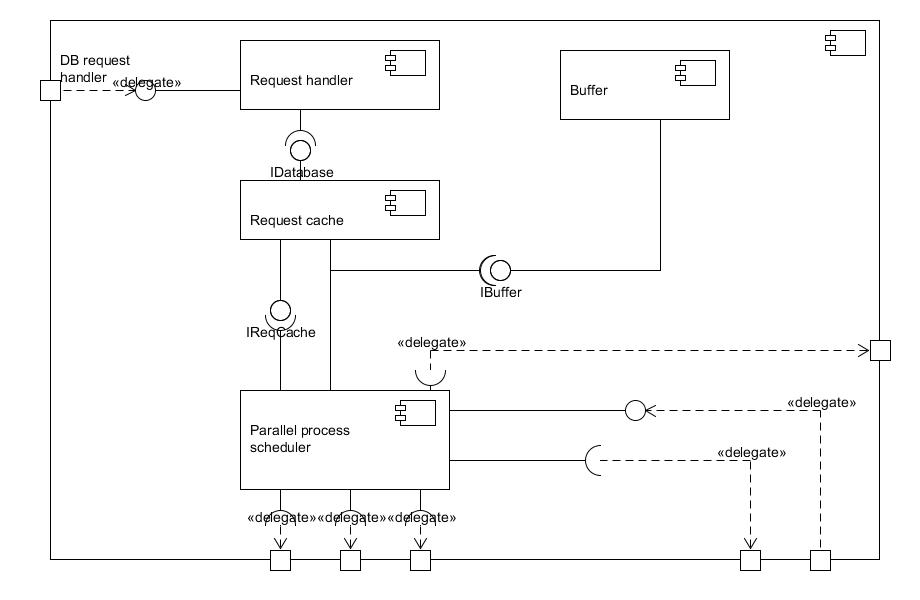 DB request
handler
«delegate»
Request handler
Buffer
IDatabase
Request cache
IBuffer
IReqCache
«delegate»
«delegate»
Parallel process
scheduler
«delegate»
«delegate» «delegate» «delegate»